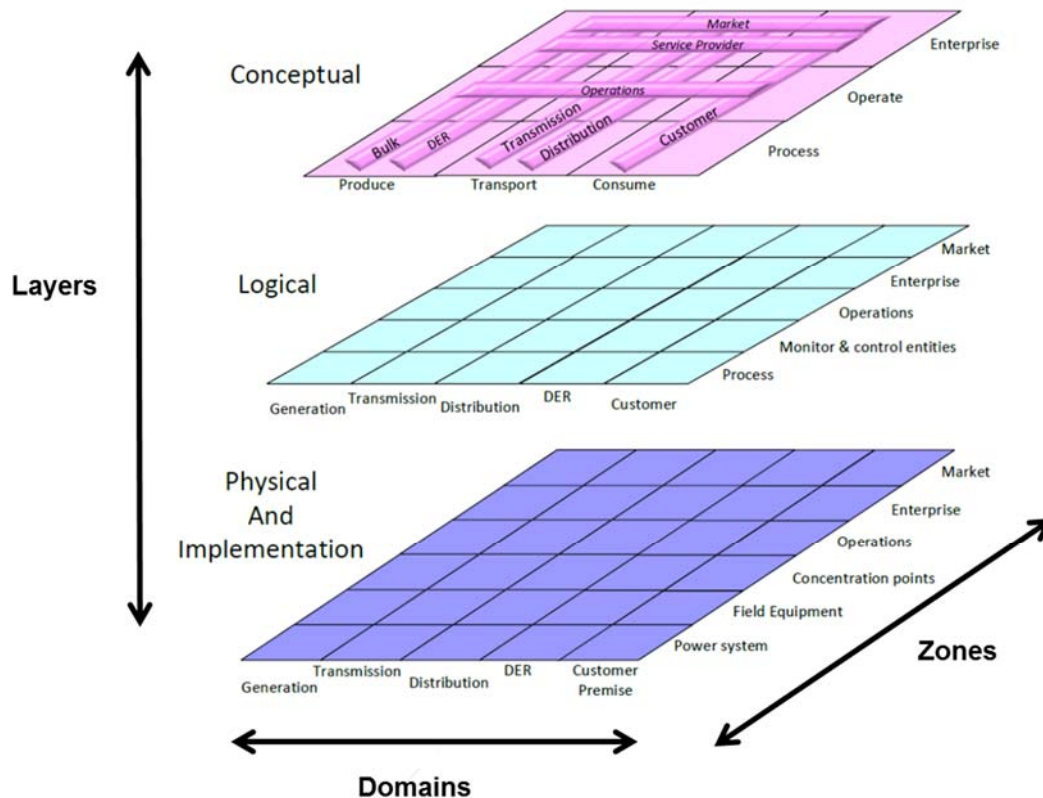 Market
Service Provider
Operations
Bulk
DER
Transmission
Distribution
Customer
Conceptual
Enterprise
Operate
Process
Produce
Transport
Consume
Layers
Logical
Market
Enterprise
Operations
Monitor & control entities
Process
Generation
Transmission
Distribution
DER
Customer
Physical
And
Implementation
Market
Enterprise
Operations
Concentration points
Field Equipment
Power system
Generation
Transmission
Distribution
DER
Customer
Premise
Zones
Domains